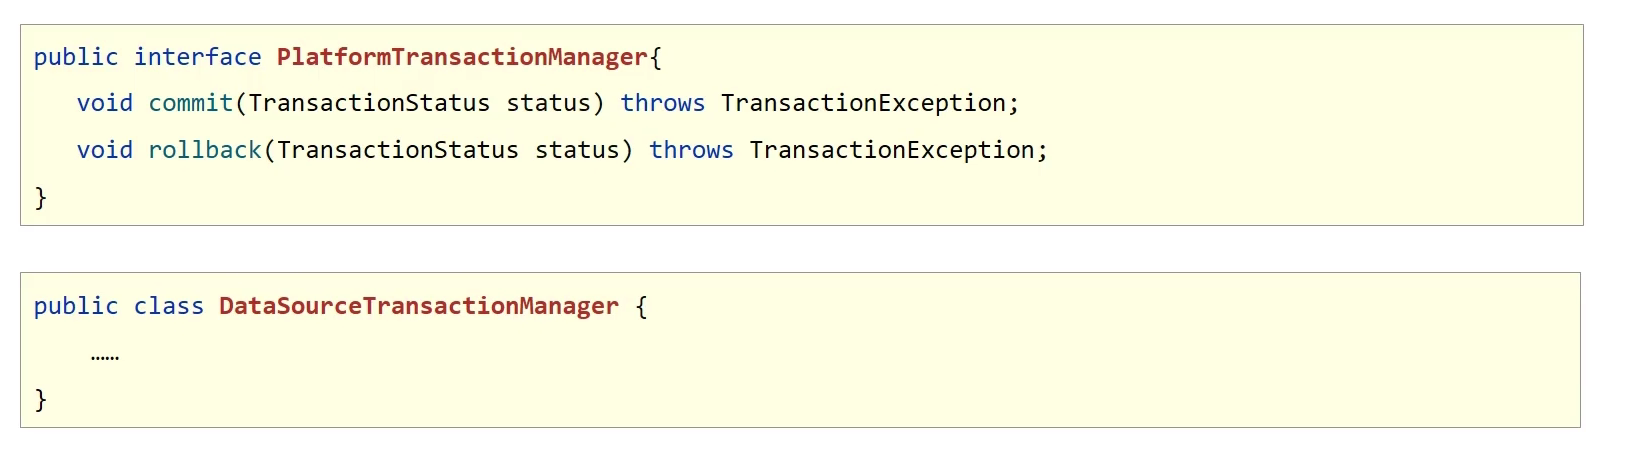 public interface PlatformTransactionManager{
void commit(TransactionStatus status) throws TransactionException;
void rollback(TransactionStatus status) throws TransactionException;
}
public class DataSourceTransactionManager {
……
}